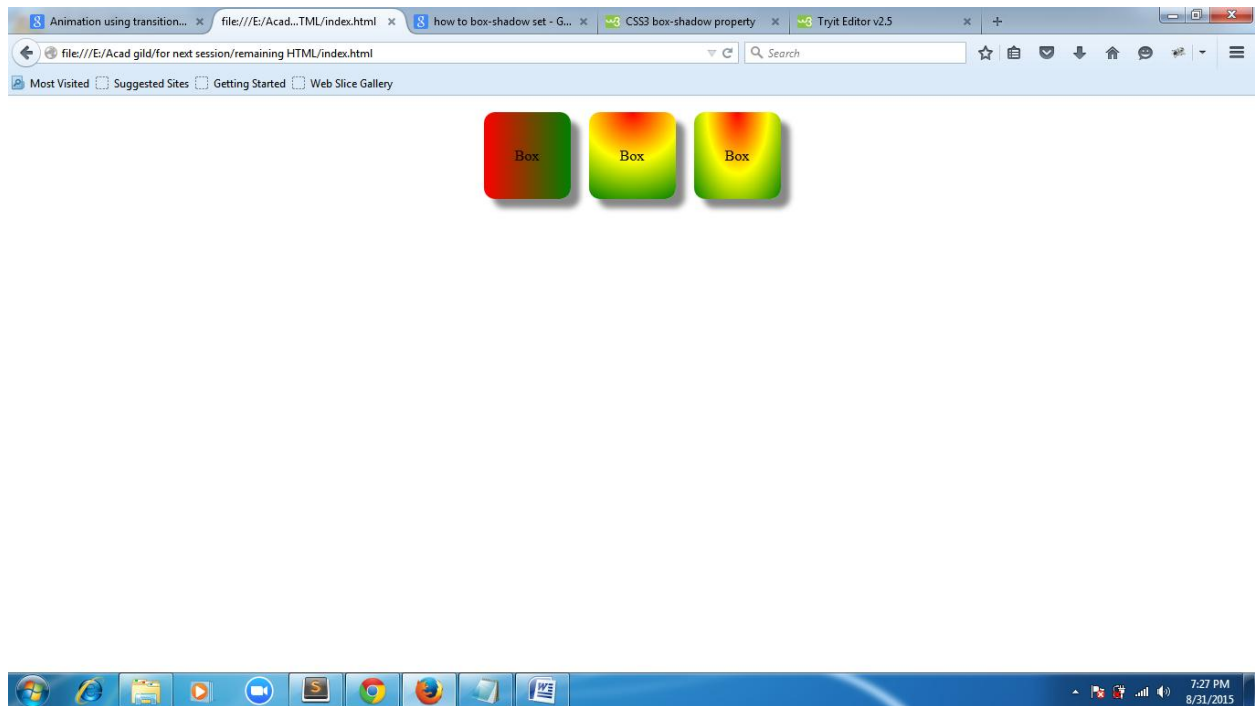 Animation using transition... file:///E:/Acad...TML/index.html how to box-shadow set - G... CSS3 box-shadow property Tryit Editor v2.5
file:///E:/Acad gild/for next session/remaining HTML/index.html Search
Most Visited Suggested Sites Getting Started Web Slice Gallery
Box Box Box
7:27 PM
8/31/2015